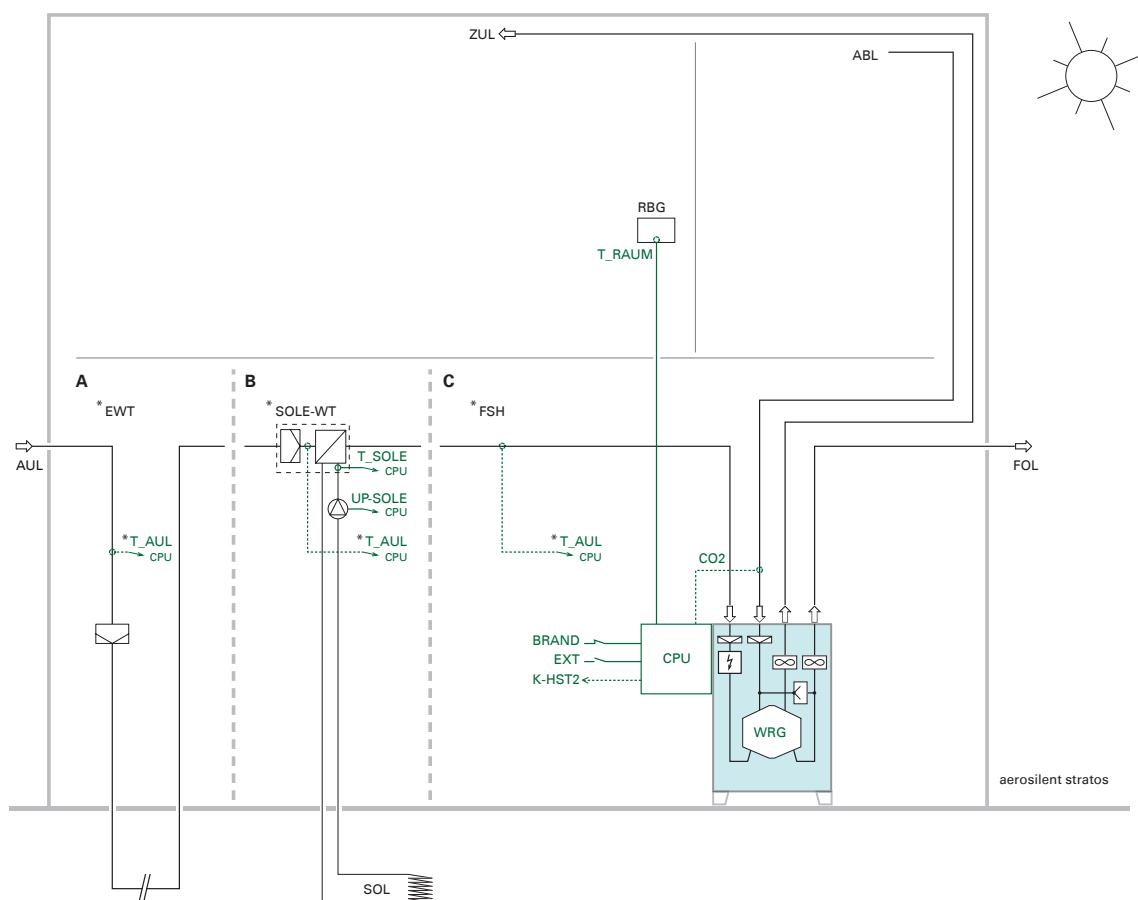 ZUL
ABL
RBG
T_RAUM
A
B
C
* EWT
* SOLE-WT
* FSH
AUL
T_SOLE
CPU
FOL
UP-SOLE
CPU
* T_AUL
CPU
* T_AUL
CPU
* T_AUL
CPU
CO2
BRAND
EXT
K-HST2
CPU
WRG
aerosilent stratos
SOL